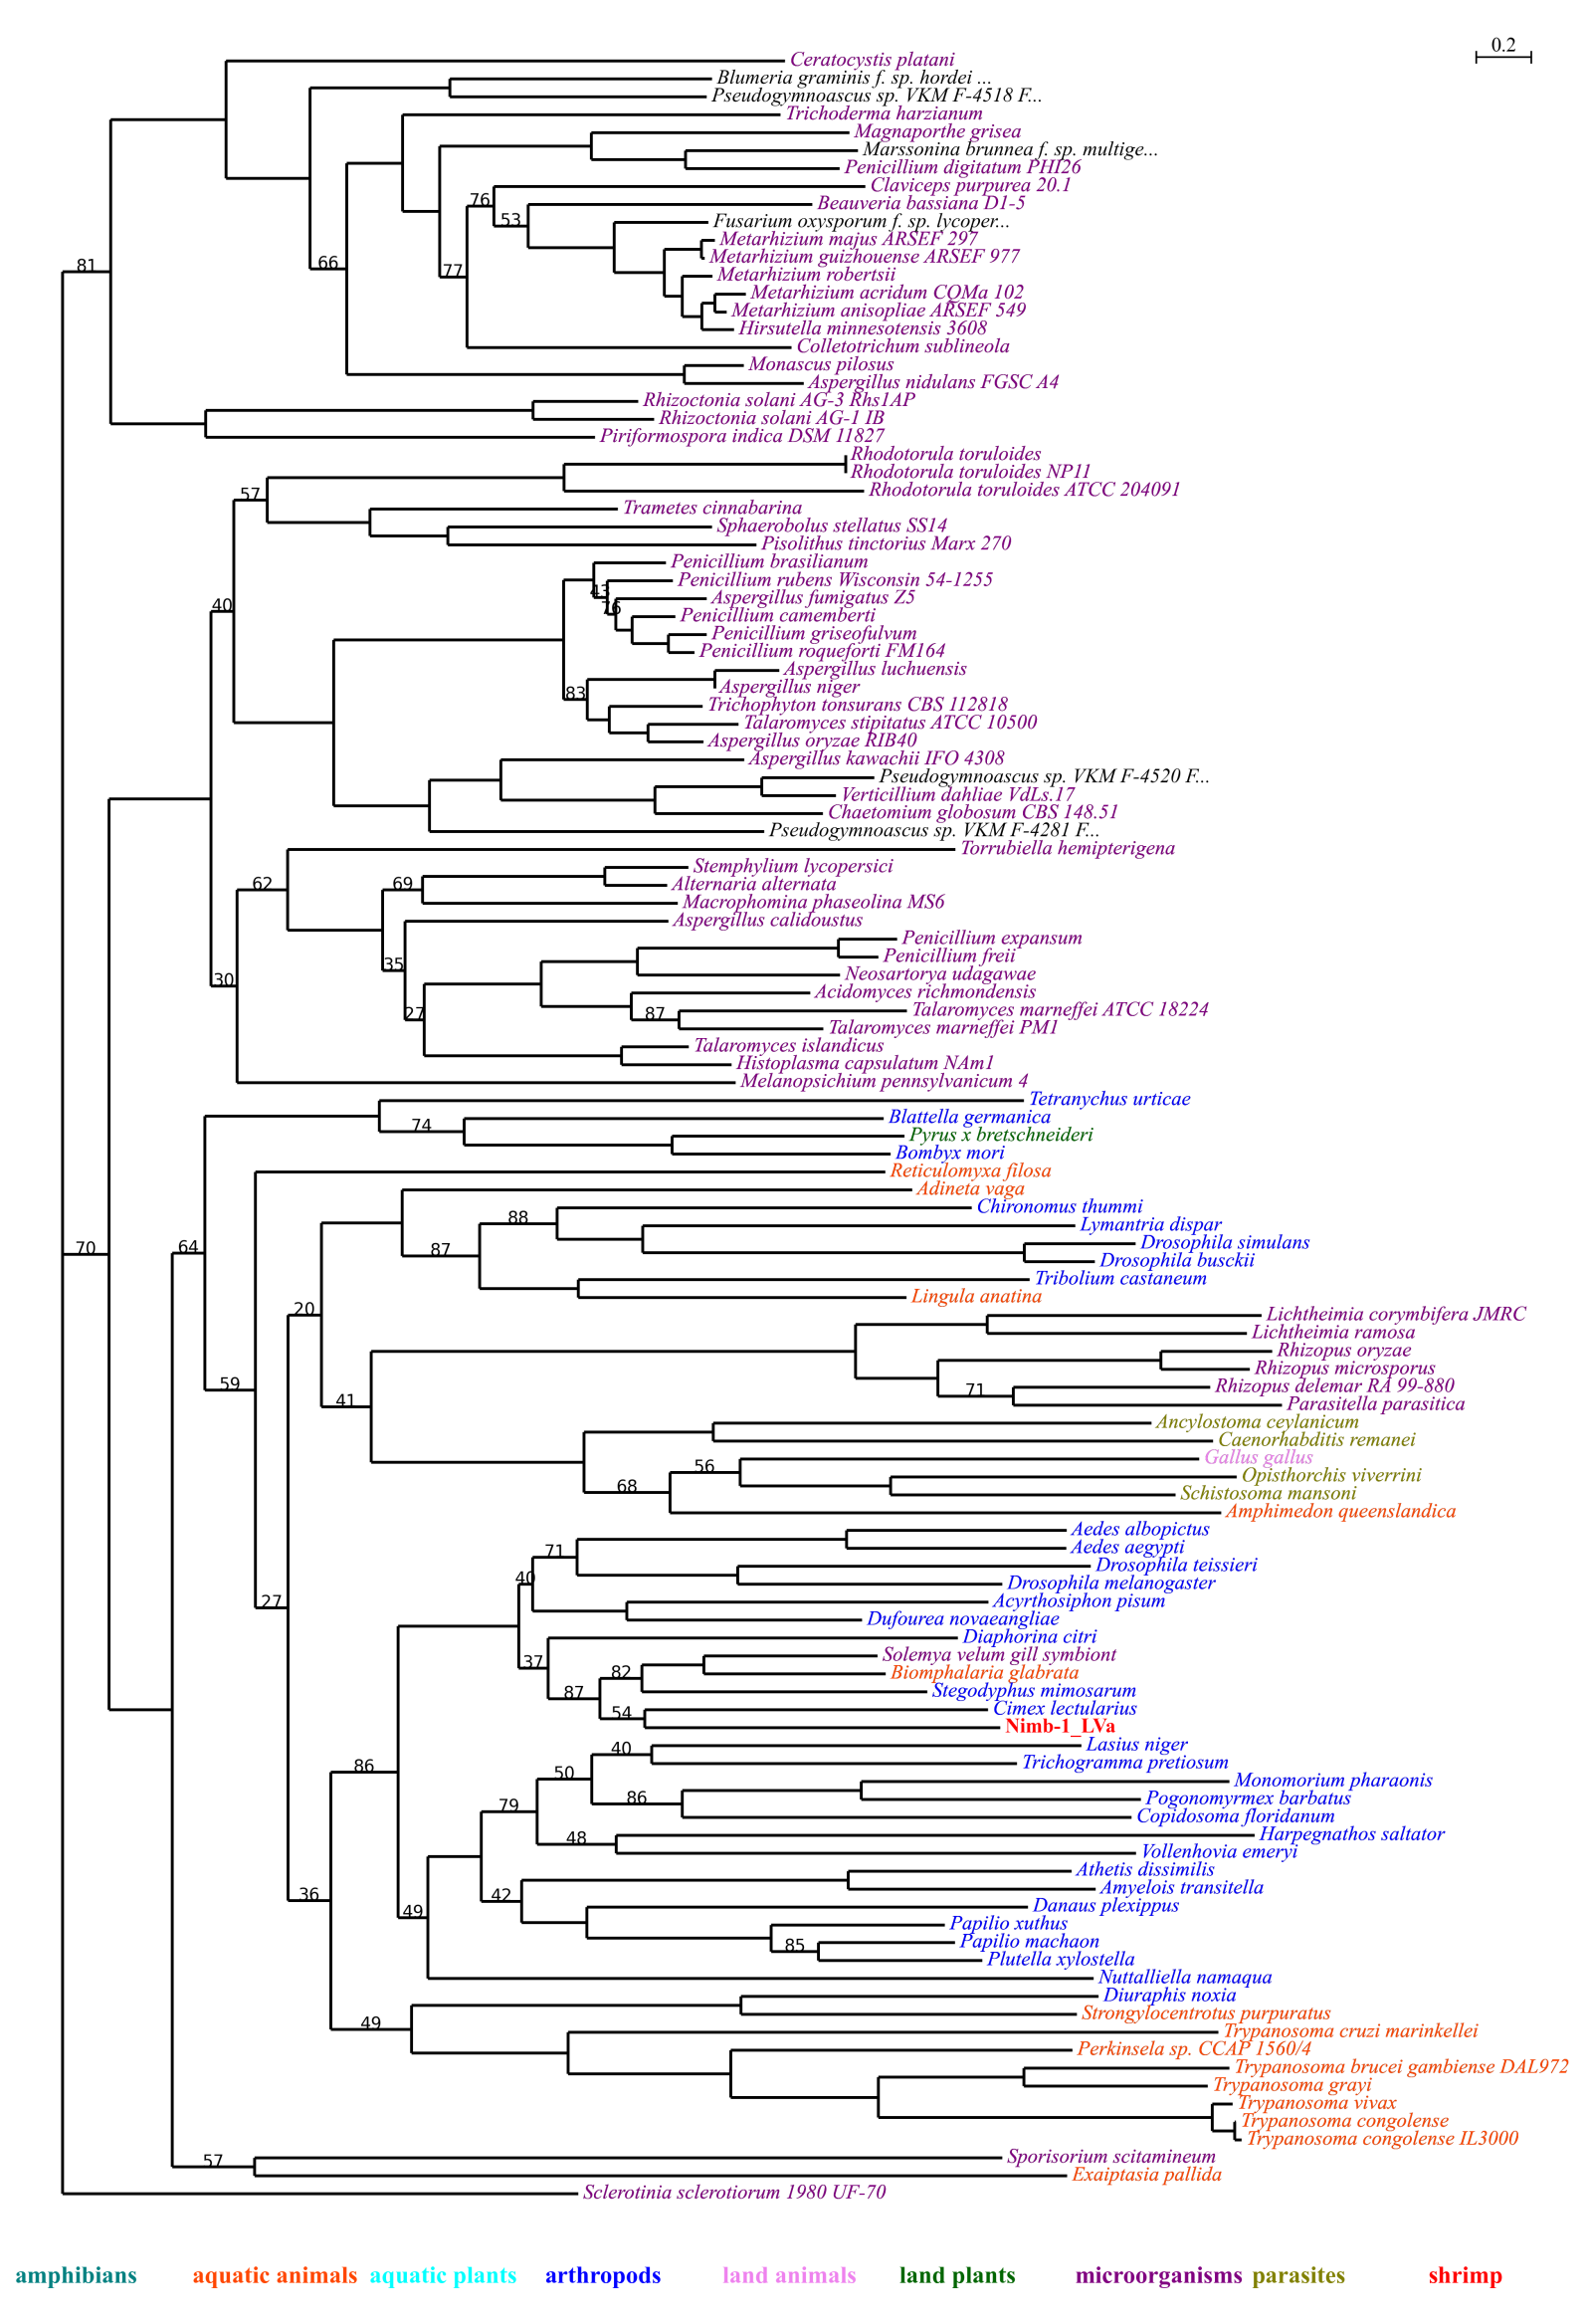 0.2
Ceratocystis platani
Blumeria graminis f. sp. hordei ...
Pseudogymnoascus sp. VKM F-4518 F...
Trichoderma harzianum
Magnaporthe grisea
Marssonina brunnea f. sp. multige...
Penicillium digitatum PHI26
Claviceps purpurea 20.1
76
Beauveria bassiana D1-5
53
Fusarium oxysporum f. sp. lycoper...
Metarhizium majus ARSEF 297
Metarhizium guizhouense ARSEF 977
81
66
77
Metarhizium robertsii
Metarhizium acridum CQMa 102
Metarhizium anisopliae ARSEF 549
Hirsutella minnesotensis 3608
Colletotrichum sublineola
Monascus pilosus
Aspergillus nidulans FGSC A4
Rhizoctonia solani AG-3 Rhs1AP
Rhizoctonia solani AG-1 IB
Piriformospora indica DSM 11827
Rhodotorula toruloides
Rhodotorula toruloides NP11
57
Rhodotorula toruloides ATCC 204091
Trametes cinnabarina
Sphaerobolus stellatus SS14
Pisolithus tinctorius Marx 270
Penicillium brasilianum
Penicillium rubens Wisconsin 54-1255
43
Aspergillus fumigatus Z5
40
76
Penicillium camemberti
Penicillium griseofulvum
Penicillium roqueforti FM164
Aspergillus luchuensis
Aspergillus niger
83
Trichophyton tonsurans CBS 112818
Talaromyces stipitatus ATCC 10500
Aspergillus oryzae RIB40
Aspergillus kawachii IFO 4308
Pseudogymnoascus sp. VKM F-4520 F...
Verticillium dahliae VdLs.17
Chaetomium globosum CBS 148.51
Pseudogymnoascus sp. VKM F-4281 F...
Torrubiella hemipterigena
Stemphylium lycopersici
62
69
Alternaria alternata
Macrophomina phaseolina MS6
Aspergillus calidoustus
Penicillium expansum
Penicillium freii
35
Neosartorya udagawae
30
Acidomyces richmondensis
27
87
Talaromyces marneffei ATCC 18224
Talaromyces marneffei PM1
Talaromyces islandicus
Histoplasma capsulatum NAm1
Melanopsichium pennsylvanicum 4
Tetranychus urticae
Blattella germanica
74
Pyrus x bretschneideri
Bombyx mori
Reticulomyxa filosa
Adineta vaga
Chironomus thummi
88
Lymantria dispar
70
64
87
Drosophila simulans
Drosophila busckii
Tribolium castaneum
Lingula anatina
20
Lichtheimia corymbifera JMRC
Lichtheimia ramosa
Rhizopus oryzae
Rhizopus microsporus
59
71
Rhizopus delemar RA 99-880
41
Parasitella parasitica
Ancylostoma ceylanicum
Caenorhabditis remanei
Gallus gallus
56
Opisthorchis viverrini
68
Schistosoma mansoni
Amphimedon queenslandica
Aedes albopictus
71
Aedes aegypti
Drosophila teissieri
40
Drosophila melanogaster
27
Acyrthosiphon pisum
Dufourea novaeangliae
Diaphorina citri
37
Solemya velum gill symbiont
82
Biomphalaria glabrata
87
Stegodyphus mimosarum
54
Cimex lectularius
Nimb-1_LVa
40
Lasius niger
86
50
Trichogramma pretiosum
Monomorium pharaonis
79
86
Pogonomyrmex barbatus
Copidosoma floridanum
48
Harpegnathos saltator
Vollenhovia emeryi
Athetis dissimilis
36
42
Amyelois transitella
49
Danaus plexippus
Papilio xuthus
85
Papilio machaon
Plutella xylostella
Nuttalliella namaqua
Diuraphis noxia
49
Strongylocentrotus purpuratus
Trypanosoma cruzi marinkellei
Perkinsela sp. CCAP 1560/4
Trypanosoma brucei gambiense DAL972
Trypanosoma grayi
Trypanosoma vivax
Trypanosoma congolense
Trypanosoma congolense IL3000
57
Sporisorium scitamineum
Exaiptasia pallida
Sclerotinia sclerotiorum 1980 UF-70
amphibians aquatic animals aquatic plants arthropods land animals land plants microorganisms parasites shrimp